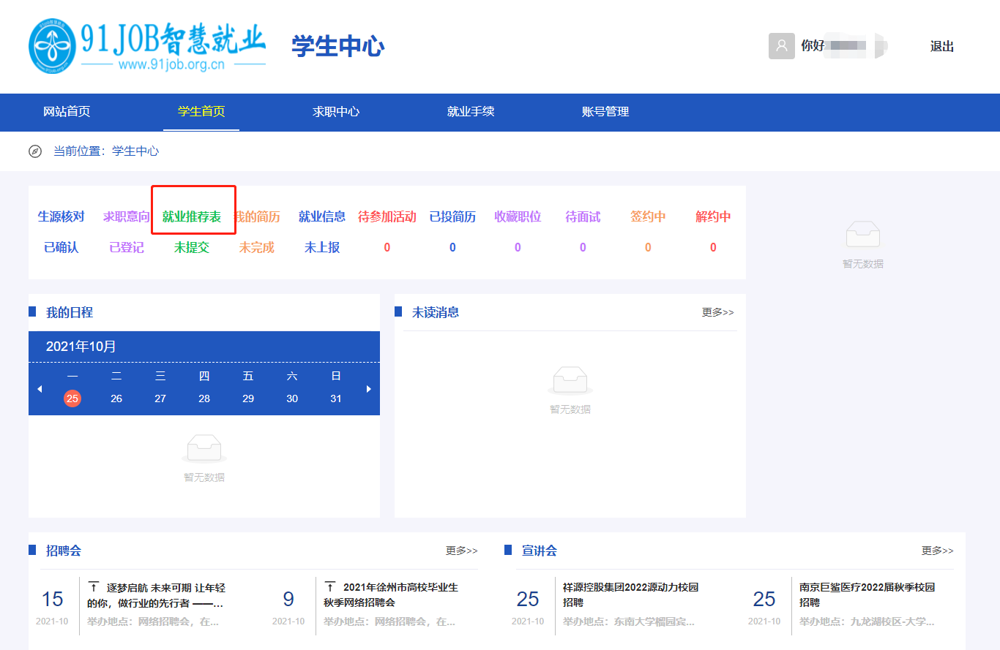 91JOB智慧就业
www.91job.org.cn
学生中心
你好
退出
网站首页 学生首页 求职中心 就业手续 账号管理
当前位置：学生中心
生源核对 求职意向 就业推荐表 我的简历 就业信息 待参加活动 已投简历 收藏职位 待面试 签约中 解约中
已确认 已登记 未提交 未完成 未上报 0 0 0 0 0 0
暂无数据
我的日程
2021年10月
一 二 三 四 五 六 日
25 26 27 28 29 30 31
暂无数据
未读消息 更多>>
暂无数据
招聘会 更多>>
15
2021-10
逐梦启航 未来可期 让年轻
的你，做行业的先行者 ——...
举办地点：网络招聘会，在...
9
2021-10
2021年徐州市高校毕业生
秋季网络招聘会
举办地点：网络招聘会，在...
宣讲会 更多>>
25
2021-10
祥源控股集团2022源动力校园
招聘
举办地点：东南大学榴园宾...
25
2021-10
南京巨鲨医疗2022届秋季校园
招聘
举办地点：九龙湖校区-大学...